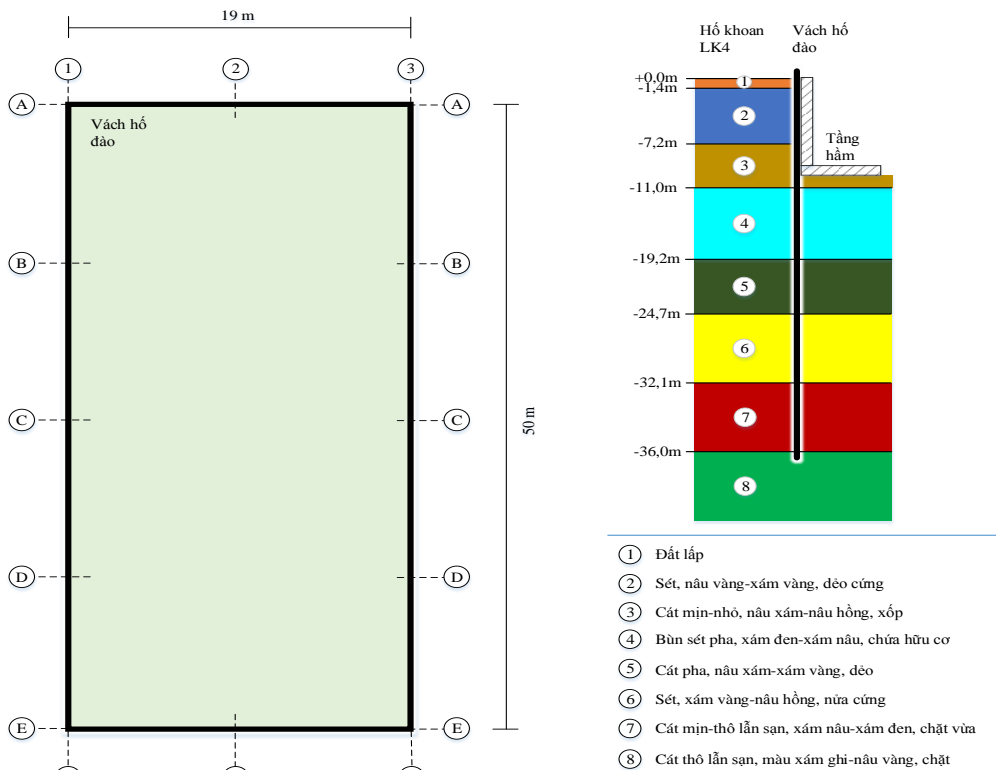 19 m
1
2
3
A
A
Vách hố
đào
B
B
C
C
50 m
D
D
E
E
Hố khoan
LK4
Vách hố
đào
+0,0m
-1,4m
-7,2m
-11,0m
-19,2m
-24,7m
-32,1m
-36,0m
1
2
3
4
5
6
7
8
Tầng
hầm
1 Đất lấp
2 Sét, nâu vàng-xám vàng, dẻo cứng
3 Cát mịn-nhỏ, nâu xám-nâu hồng, xốp
4 Bùn sét pha, xám đen-xám nâu, chứa hữu cơ
5 Cát pha, nâu xám-xám vàng, dẻo
6 Sét, xám vàng-nâu hồng, nửa cứng
7 Cát mịn-thô lẫn sạn, xám nâu-xám đen, chặt vừa
8 Cát thô lẫn sạn, màu xám ghi-nâu vàng, chặt